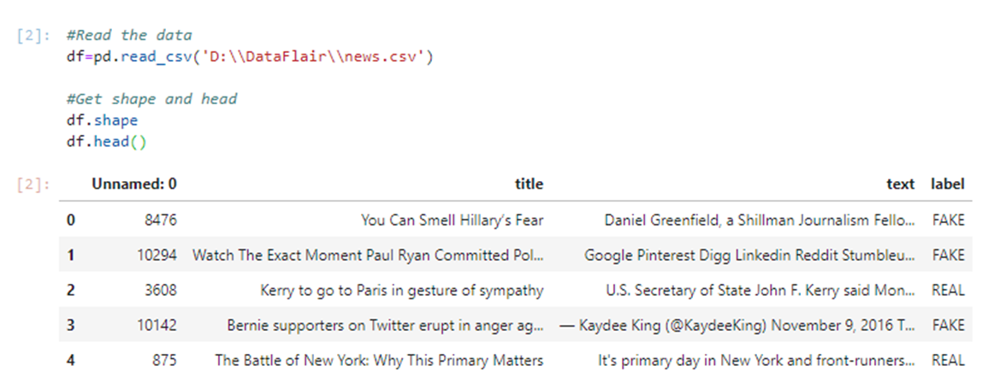 [2]: #Read the data
df=pd.read_csv('D:\\DataFlair\\news.csv')
#Get shape and head
df.shape
df.head()
[2]: Unnamed: 0 title text label
0 8476 You Can Smell Hillary’s Fear Daniel Greenfield, a Shillman Journalism Fello... FAKE
1 10294 Watch The Exact Moment Paul Ryan Committed Pol... Google Pinterest Digg Linkedin Reddit Stumbleu... FAKE
2 3608 Kerry to go to Paris in gesture of sympathy U.S. Secretary of State John F. Kerry said Mon... REAL
3 10142 Bernie supporters on Twitter erupt in anger ag... — Kaydee King (@KaydeeKing) November 9, 2016 T... FAKE
4 875 The Battle of New York: Why This Primary Matters It's primary day in New York and front-runners... REAL